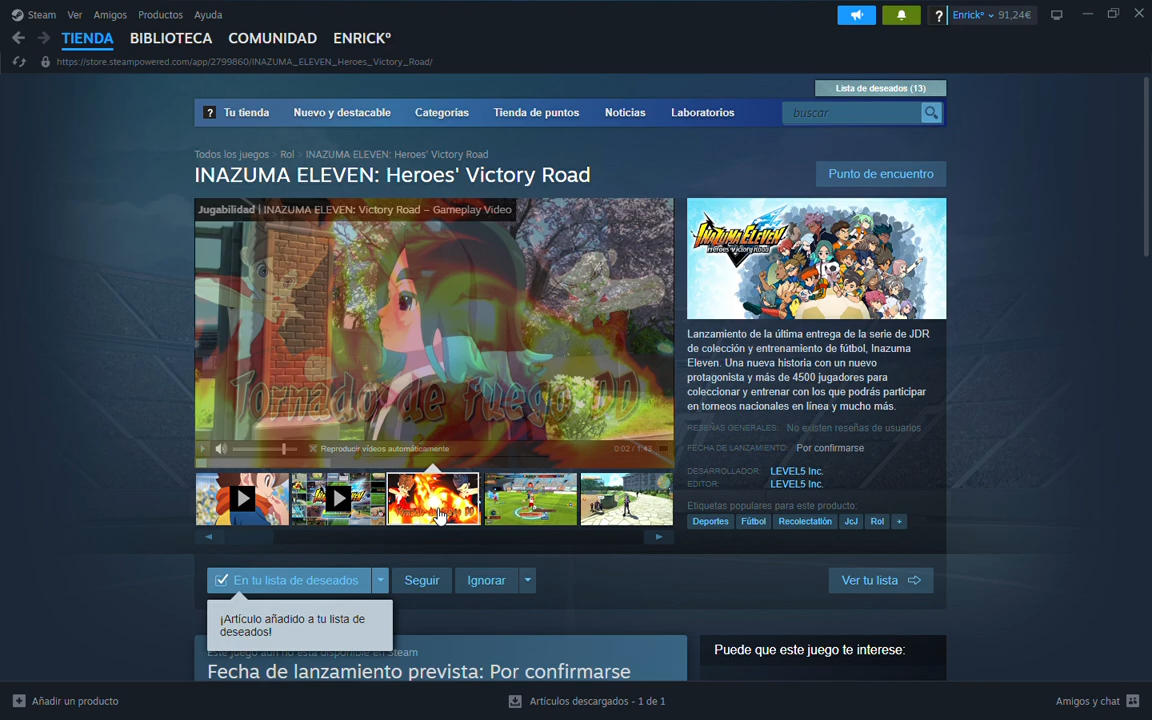 Steam Ver Amigos Productos Ayuda
? Enrickº 91,24€
TIENDA BIBLIOTECA COMUNIDAD ENRICKº
https://store.steampowered.com/app/2799860/INAZUMA_ELEVEN_Heroes_Victory_Road/
Lista de deseados (13)
? Tu tienda Nuevo y destacable Categorías Tienda de puntos Noticias Laboratorios buscar
Todos los juegos > Rol > INAZUMA ELEVEN: Heroes' Victory Road
INAZUMA ELEVEN: Heroes' Victory Road
Punto de encuentro
Jugabilidad | INAZUMA ELEVEN: Victory Road – Gameplay Video
Tornado de fuego DD
Reproducir vídeos automáticamente
0:02 / 1:43
INAZUMA ELEVEN
Heroes' Victory Road
Lanzamiento de la última entrega de la serie de JDR
de colección y entrenamiento de fútbol, Inazuma
Eleven. Una nueva historia con un nuevo
protagonista y más de 4500 jugadores para
coleccionar y entrenar con los que podrás participar
en torneos nacionales en línea y mucho más.
RESEÑAS GENERALES: No existen reseñas de usuarios
FECHA DE LANZAMIENTO: Por confirmarse
DESARROLLADOR: LEVEL5 Inc.
EDITOR: LEVEL5 Inc.
Etiquetas populares para este producto:
Deportes Fútbol Recolectatión JcJ Rol +
En tu lista de deseados Seguir Ignorar Ver tu lista
¡Artículo añadido a tu lista de
deseados!
Este juego aún no está disponible en Steam
Fecha de lanzamiento prevista: Por confirmarse
Puede que este juego te interese:
Añadir un producto
Artículos descargados - 1 de 1
Amigos y chat